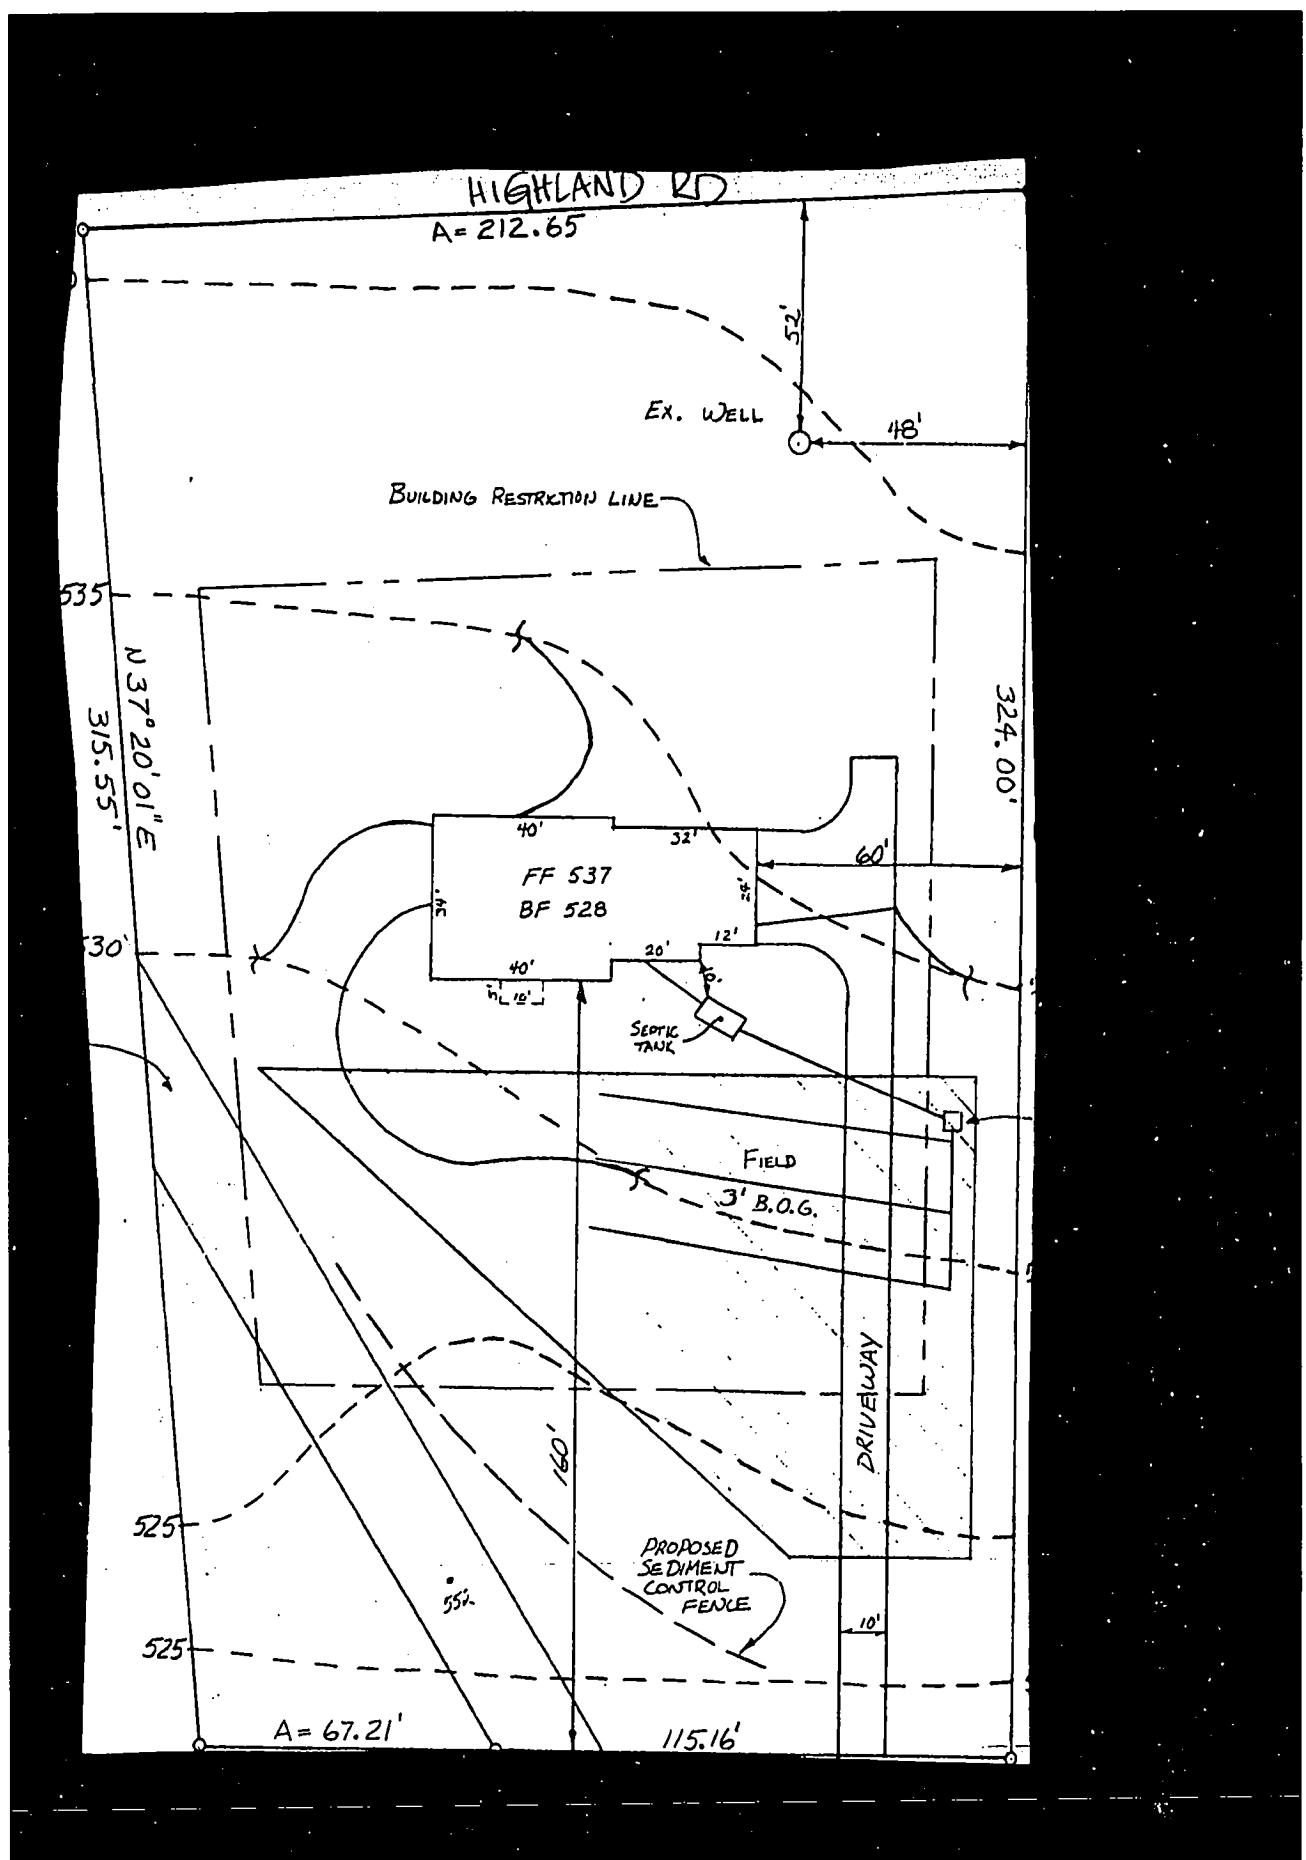 HIGHLAND RD
A= 212.65
52'
EX. WELL
48'
BUILDING RESTRICTION LINE
535
N 37° 20' 01" E
315.55'
324.00'
40'
32'
60'
FF 537
BF 528
34'
24'
12'
20'
40'
10'
30
SEPTIC
TANK
FIELD
3' B.O.G.
DRIVEWAY
160'
525
PROPOSED
SEDIMENT
CONTROL
FENCE
10'
525
A= 67.21'
115.16'